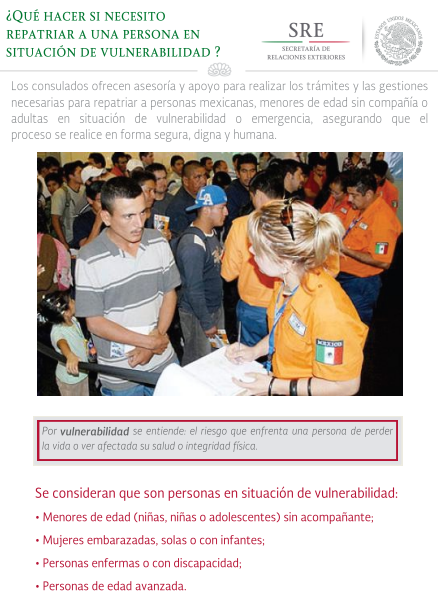 ¿QUÉ HACER SI NECESITO
REPATRIAR A UNA PERSONA EN
SITUACIÓN DE VULNERABILIDAD ?
SRE
SECRETARÍA DE
RELACIONES EXTERIORES
ESTADOS UNIDOS MEXICANOS
Los consulados ofrecen asesoría y apoyo para realizar los trámites y las gestiones
necesarias para repatriar a personas mexicanas, menores de edad sin compañía o
adultas en situación de vulnerabilidad o emergencia, asegurando que el
proceso se realice en forma segura, digna y humana.
MÉXICO
Por vulnerabilidad se entiende: el riesgo que enfrenta una persona de perder
la vida o ver afectada su salud o integridad física.
Se consideran que son personas en situación de vulnerabilidad:
• Menores de edad (niñas, niñas o adolescentes) sin acompañante;
• Mujeres embarazadas, solas o con infantes;
• Personas enfermas o con discapacidad;
• Personas de edad avanzada.